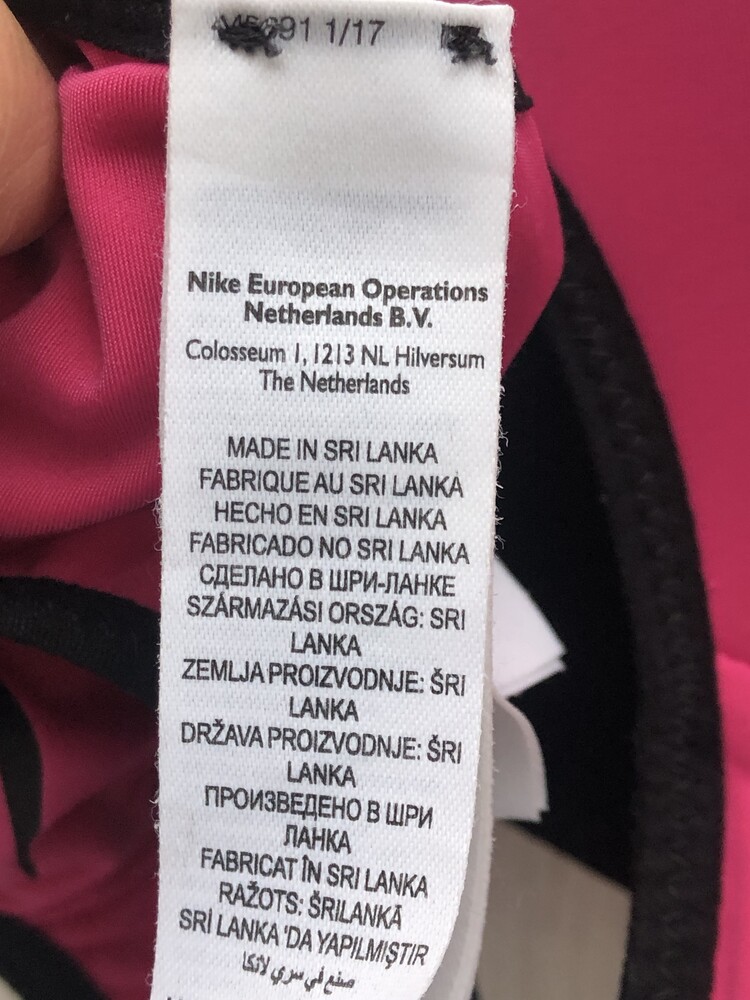 1/17
Nike European Operations
Netherlands B.V.
Colosseum 1, 1213 NL Hilversum
The Netherlands
MADE IN SRI LANKA
FABRIQUE AU SRI LANKA
HECHO EN SRI LANKA
FABRICADO NO SRI LANKA
СДЕЛАНО В ШРИ-ЛАНКЕ
SZÁRMAZÁSI ORSZÁG: SRI
LANKA
ZEMLJA PROIZVODNJE: ŠRI
LANKA
DRŽAVA PROIZVODNJE: ŠRI
LANKA
ПРОИЗВЕДЕНО В ШРИ
ЛАНКА
FABRICAT ÎN SRI LANKA
RAŽOTS: ŠRILANKĀ
SRİ LANKA 'DA YAPILMIŞTIR
صنع في سري لانكا